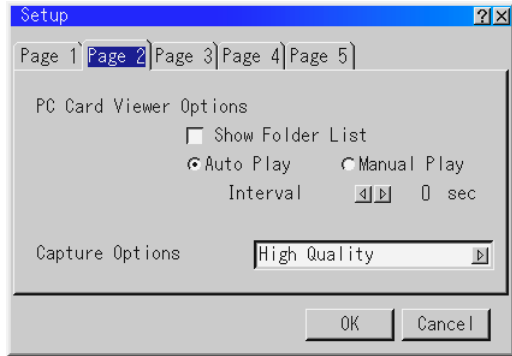 Setup
Page 1 Page 2 Page 3 Page 4 Page 5
PC Card Viewer Options
Show Folder List
Auto Play Manual Play
Interval 0 sec
Capture Options High Quality
OK Cancel